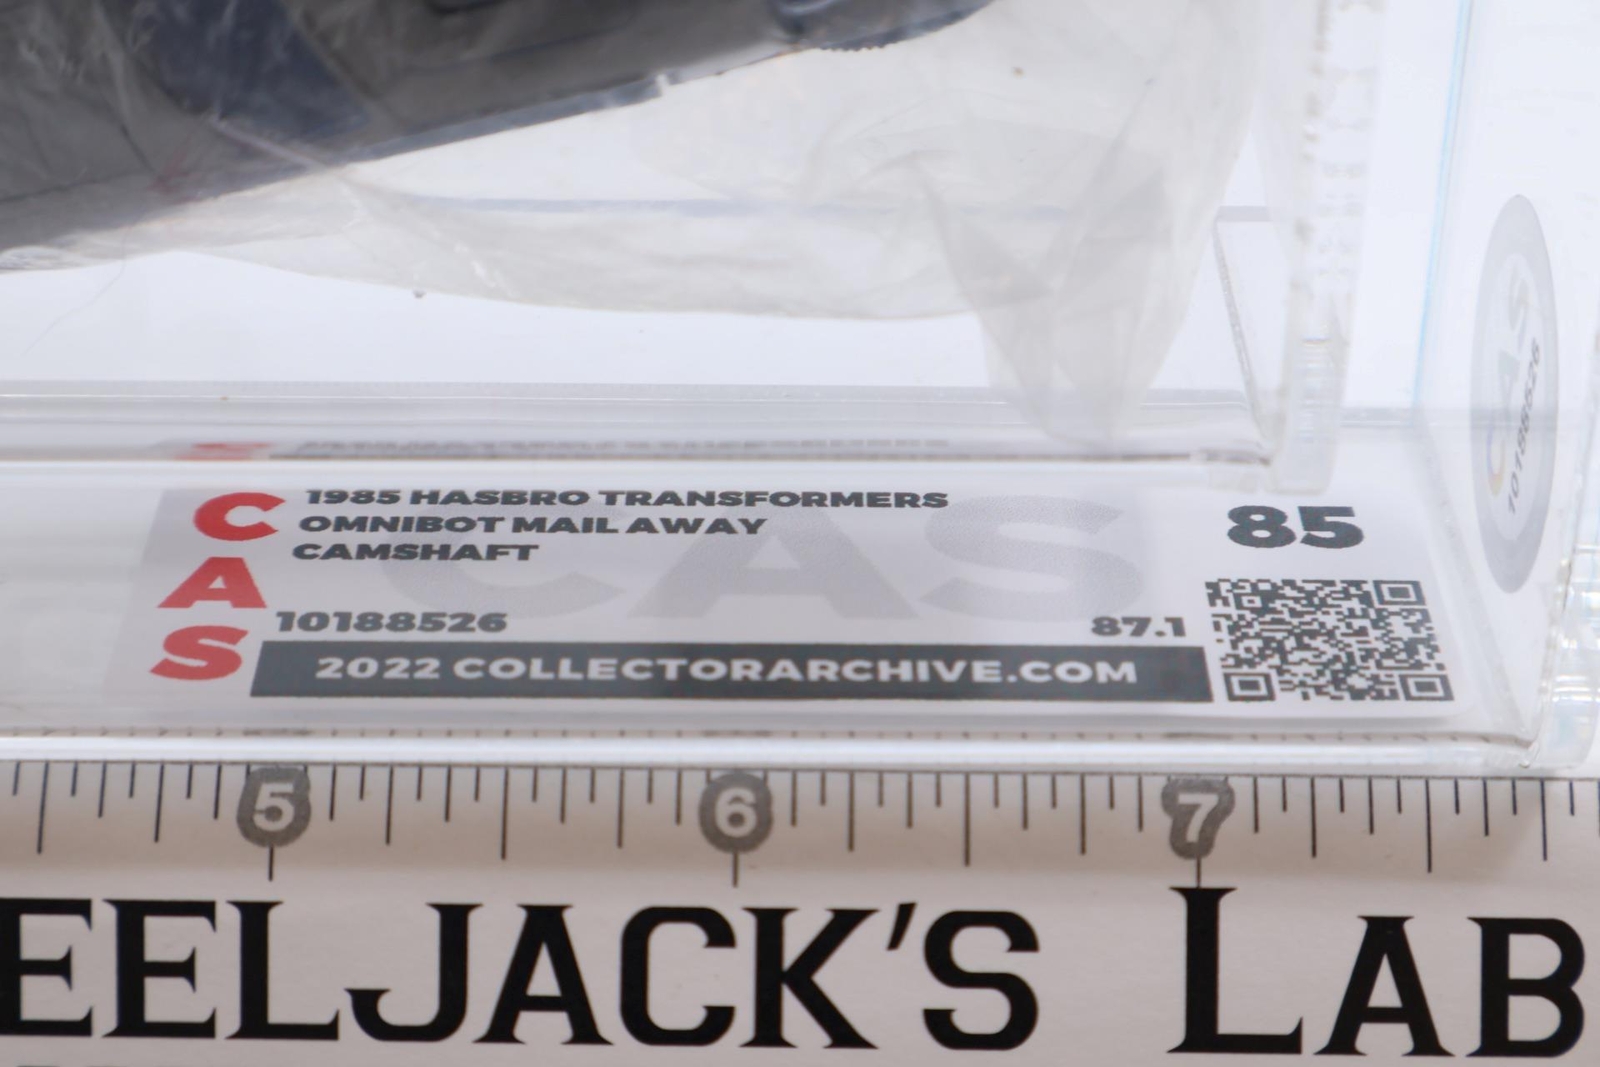 CAS
1985 HASBRO TRANSFORMERS
OMNIBOT MAIL AWAY
CAMSHAFT
CAS
85
10188526
87.1
2022 COLLECTORARCHIVE.COM
CAS
10188526
5 6 7
EELJACK'S LAB